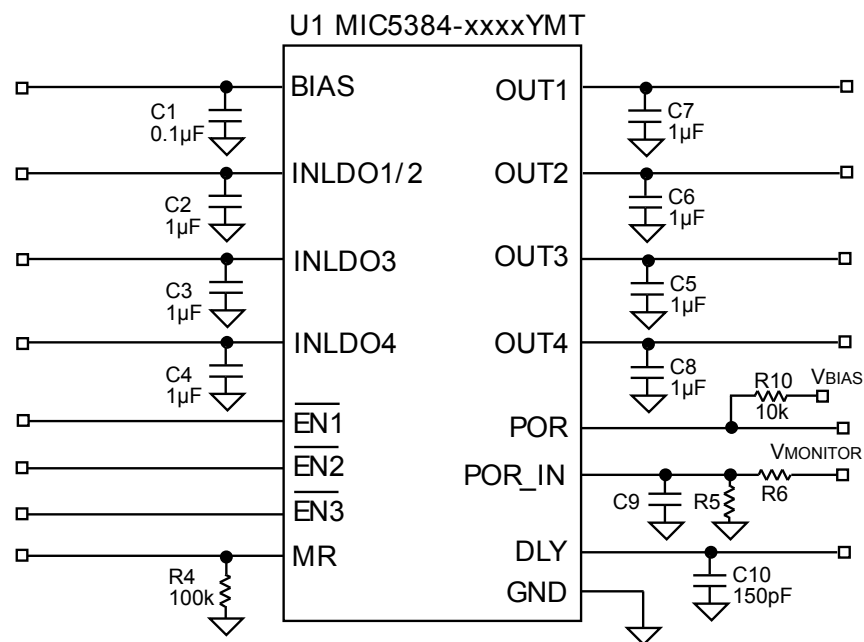 U1 MIC5384-xxxxYMT
BIAS
OUT1
C1
0.1µF
C7
1µF
INLDO1/2
OUT2
C2
1µF
C6
1µF
INLDO3
OUT3
C3
1µF
C5
1µF
INLDO4
OUT4
C4
1µF
C8
1µF
R10
10k
VBIAS
EN1
POR
EN2
POR_IN
VMONITOR
C9
R5
R6
EN3
MR
DLY
R4
100k
C10
150pF
GND